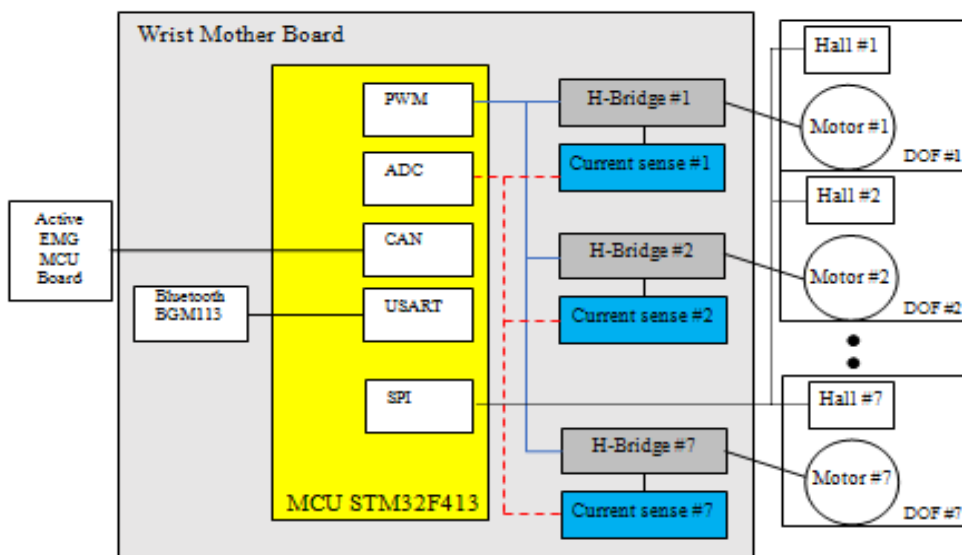 Wrist Mother Board
Hall #1
PWM
H-Bridge #1
Motor #1
ADC
Current sense #1
DOF #1
Hall #2
Active
EMG
MCU
Board
CAN
H-Bridge #2
Motor #2
Bluetooth
BGM113
USART
Current sense #2
DOF #2
SPI
Hall #7
H-Bridge #7
Motor #7
MCU STM32F413
Current sense #7
DOF #7